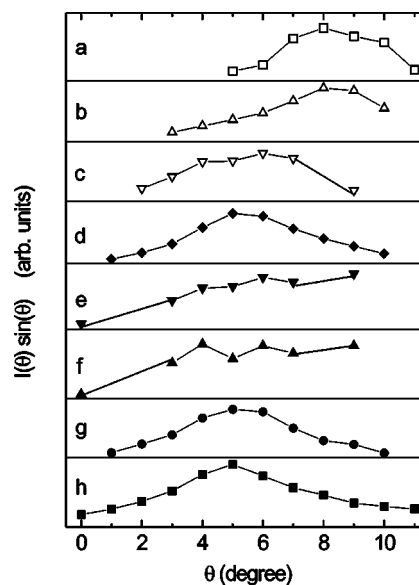 a
b
c
d
e
f
g
h
I(θ) sin(θ) (arb. units)
0 2 4 6 8 10
θ (degree)